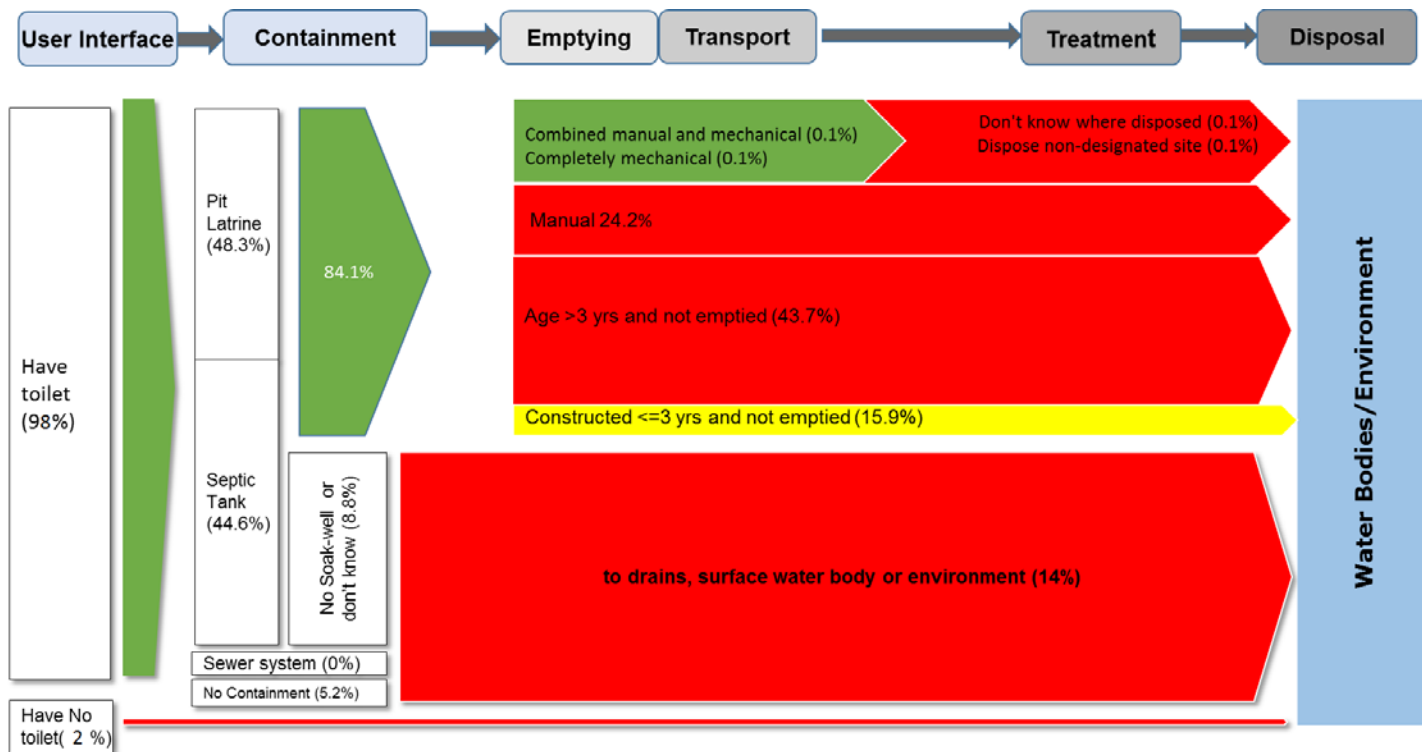 User Interface
Containment
Emptying
Transport
Treatment
Disposal
Have
toilet
(98%)
Pit
Latrine
(48.3%)
84.1%
Combined manual and mechanical (0.1%)
Completely mechanical (0.1%)
Don't know where disposed (0.1%)
Dispose non-designated site (0.1%)
Manual 24.2%
Age >3 yrs and not emptied (43.7%)
Constructed <=3 yrs and not emptied (15.9%)
Septic
Tank
(44.6%)
No Soak-well or
don't know (8.8%)
to drains, surface water body or environment (14%)
Sewer system (0%)
No Containment (5.2%)
Have No
toilet( 2 %)
Water Bodies/Environment